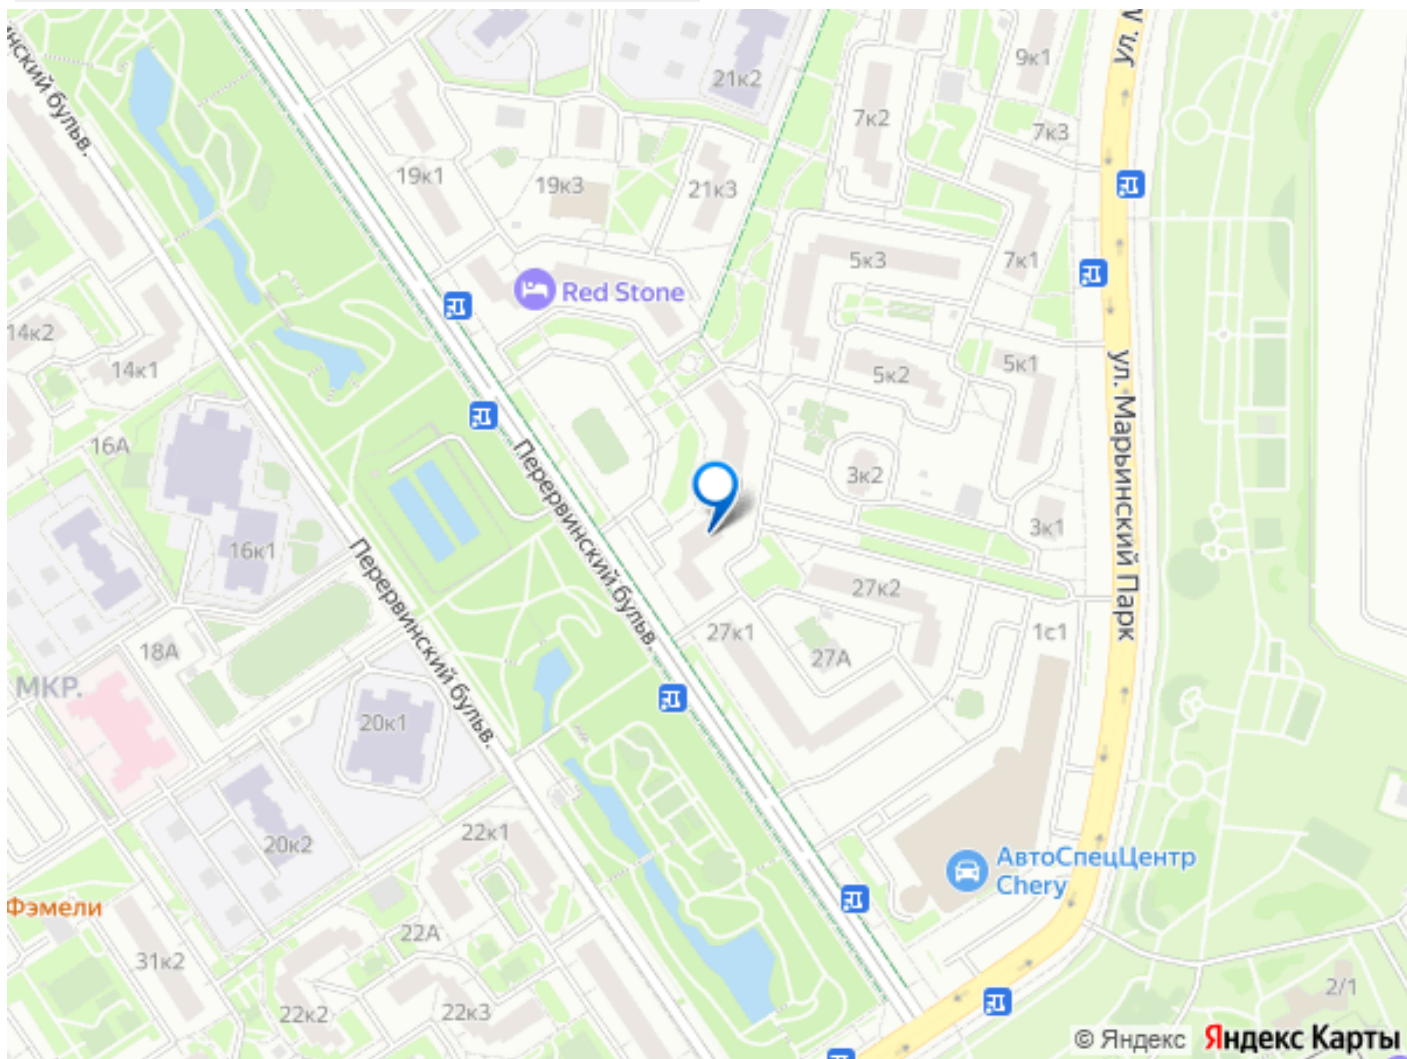 нский бульв.
ул. М
21к2
9к1
7к2
7к3
19к1
19к3
21к3
5к3
7к1
Red Stone
14к2
14к1
5к2
5к1
ул. Марьинский Парк
16А
Перервинский бульв.
3к2
3к1
16к1
Перервинский бульв.
27к2
27к1
1с1
18А
27А
МКР.
20к1
22к1
20к2
АвтоСпецЦентр
Chery
Фэмели
22А
31к2
22к2
22к3
2/1
© Яндекс Яндекс Карты